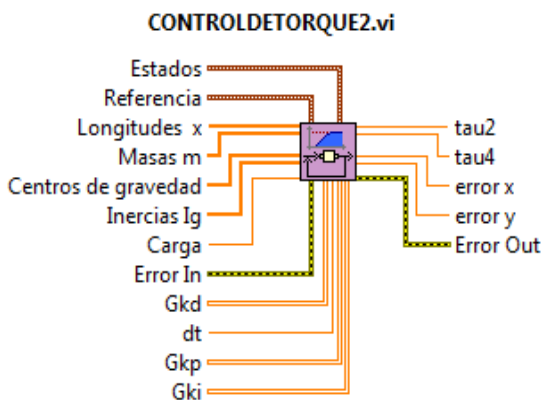 CONTROLDETORQUE2.vi
Estados
Referencia
Longitudes x
Masas m
Centros de gravedad
Inercias Ig
Carga
Error In
Gkd
dt
Gkp
Gki
tau2
tau4
error x
error y
Error Out